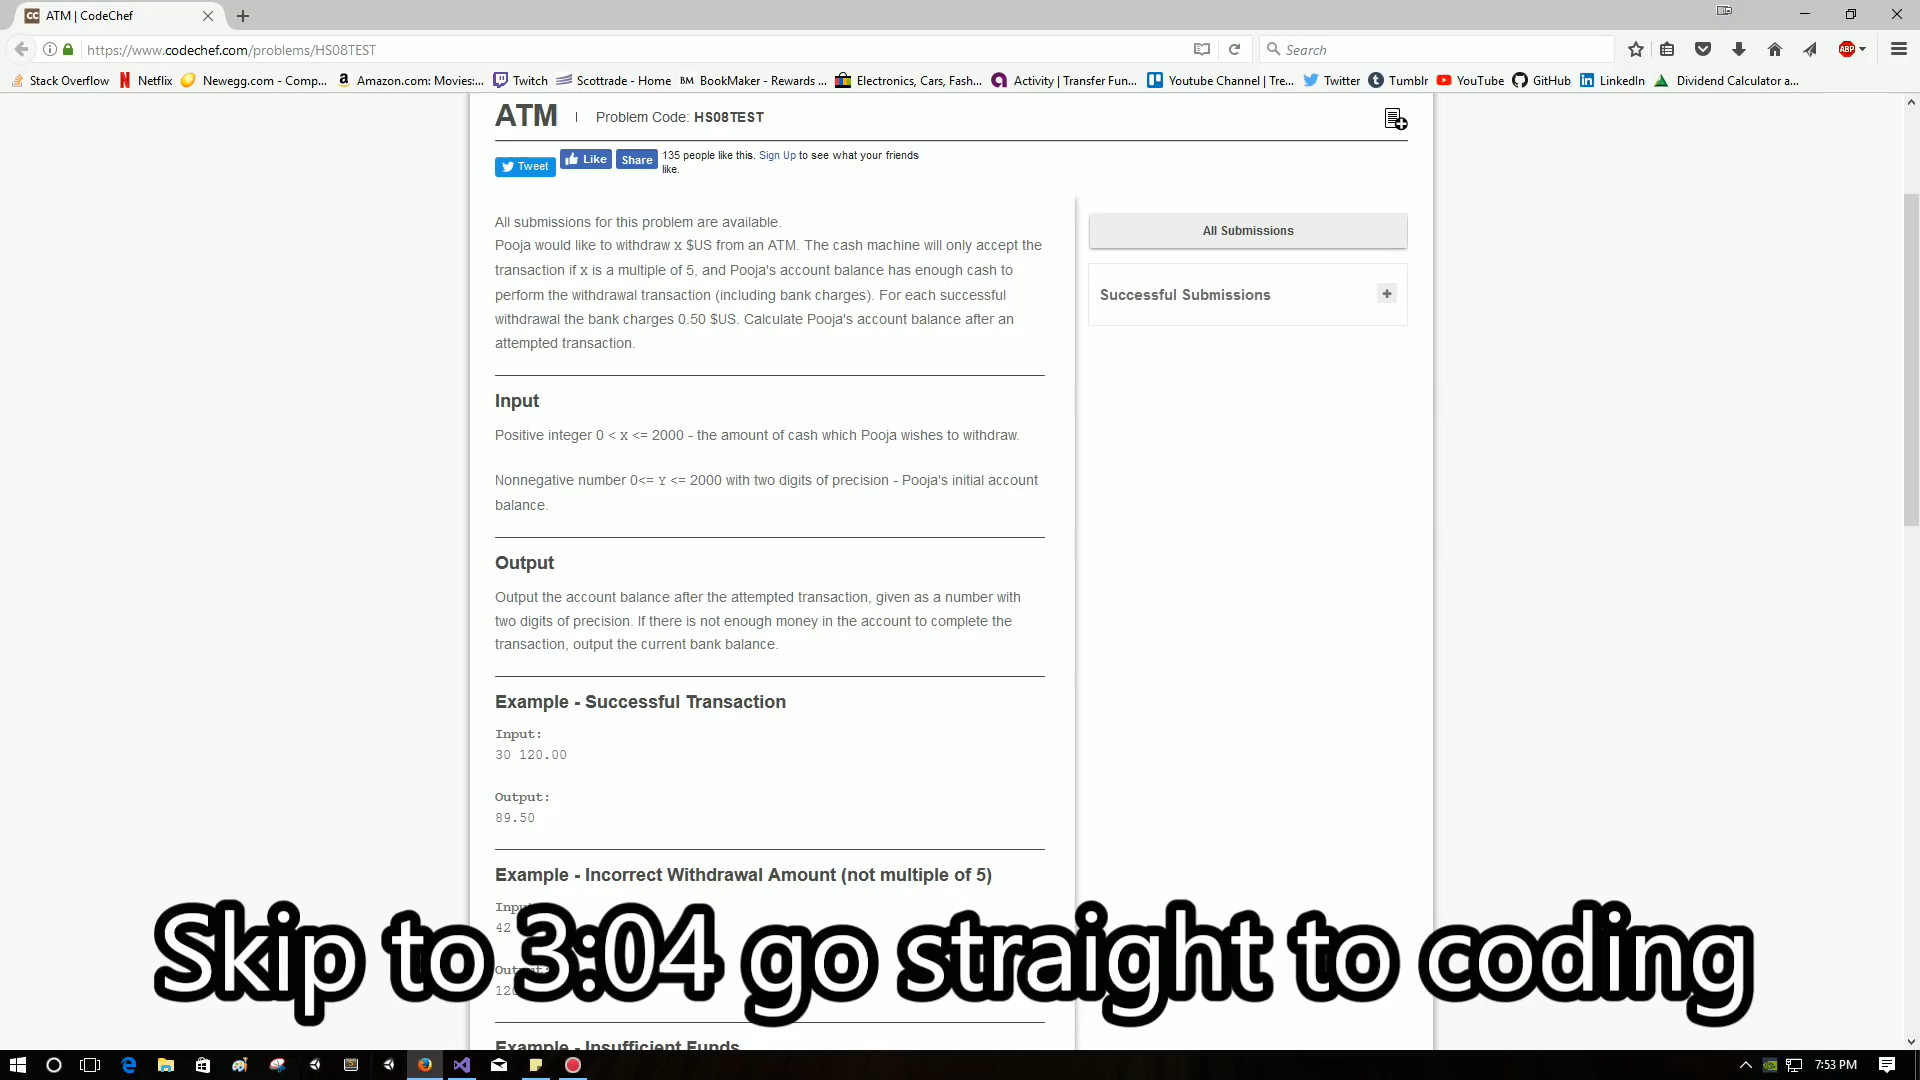 ATM | CodeChef
https://www.codechef.com/problems/HS08TEST
Search
ABP
Stack Overflow
Netflix
Newegg.com - Comp...
Amazon.com: Movies:...
Twitch
Scottrade - Home
BM BookMaker - Rewards ...
Electronics, Cars, Fash...
Activity | Transfer Fun...
Youtube Channel | Tre...
Twitter
Tumblr
YouTube
GitHub
LinkedIn
Dividend Calculator a...
ATM | Problem Code: HS08TEST
Tweet
Like
Share
135 people like this. Sign Up to see what your friends
like.
All submissions for this problem are available.
Pooja would like to withdraw x $US from an ATM. The cash machine will only accept the
transaction if x is a multiple of 5, and Pooja's account balance has enough cash to
perform the withdrawal transaction (including bank charges). For each successful
withdrawal the bank charges 0.50 $US. Calculate Pooja's account balance after an
attempted transaction.
All Submissions
Successful Submissions
+
Input
Positive integer 0 < x <= 2000 - the amount of cash which Pooja wishes to withdraw.
Nonnegative number 0<= Y <= 2000 with two digits of precision - Pooja's initial account
balance.
Output
Output the account balance after the attempted transaction, given as a number with
two digits of precision. If there is not enough money in the account to complete the
transaction, output the current bank balance.
Example - Successful Transaction
Input:
30 120.00
Output:
89.50
Example - Incorrect Withdrawal Amount (not multiple of 5)
42
Skip to 3:04 go straight to coding
Example - Insufficient Funds
7:53 PM